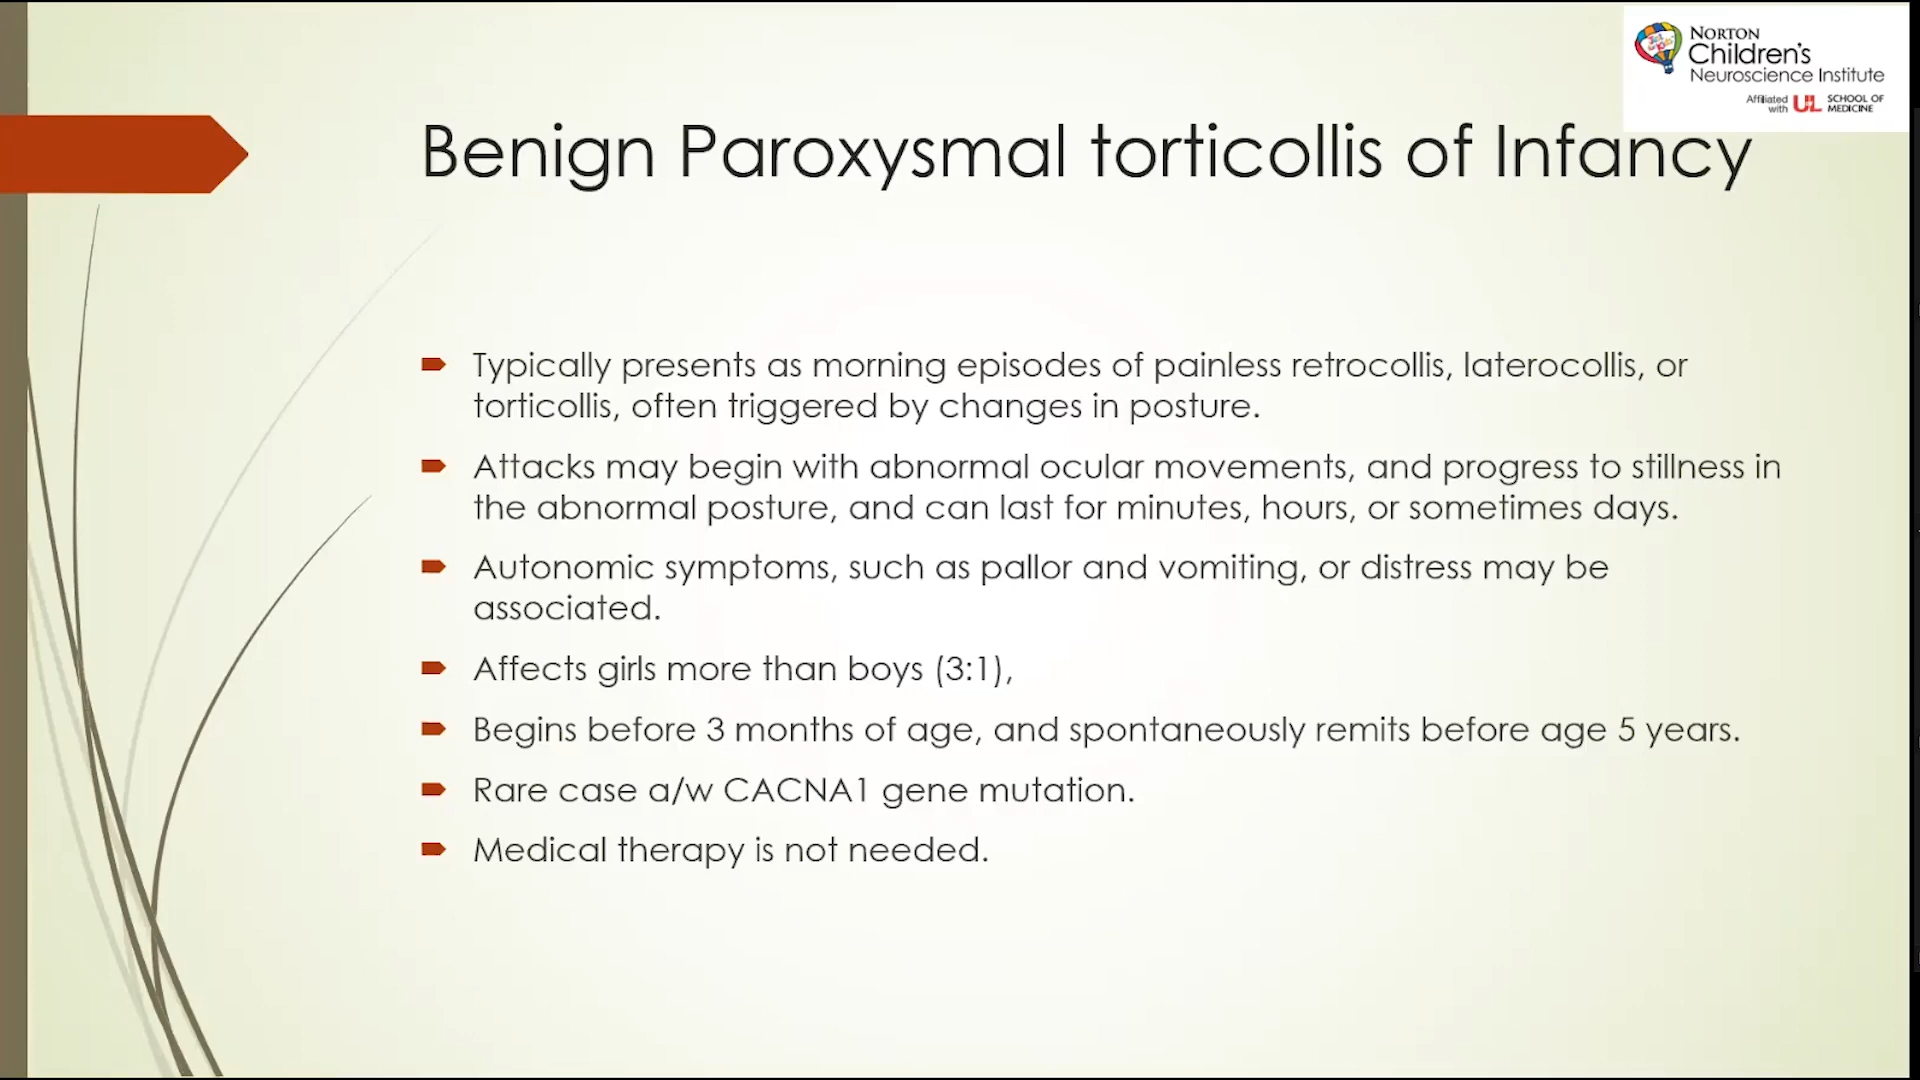 NORTON
Children's
Neuroscience Institute
Affiliated with UL SCHOOL OF MEDICINE
Benign Paroxysmal torticollis of Infancy
Typically presents as morning episodes of painless retrocollis, laterocollis, or
torticollis, often triggered by changes in posture.
Attacks may begin with abnormal ocular movements, and progress to stillness in
the abnormal posture, and can last for minutes, hours, or sometimes days.
Autonomic symptoms, such as pallor and vomiting, or distress may be
associated.
Affects girls more than boys (3:1),
Begins before 3 months of age, and spontaneously remits before age 5 years.
Rare case a/w CACNA1 gene mutation.
Medical therapy is not needed.